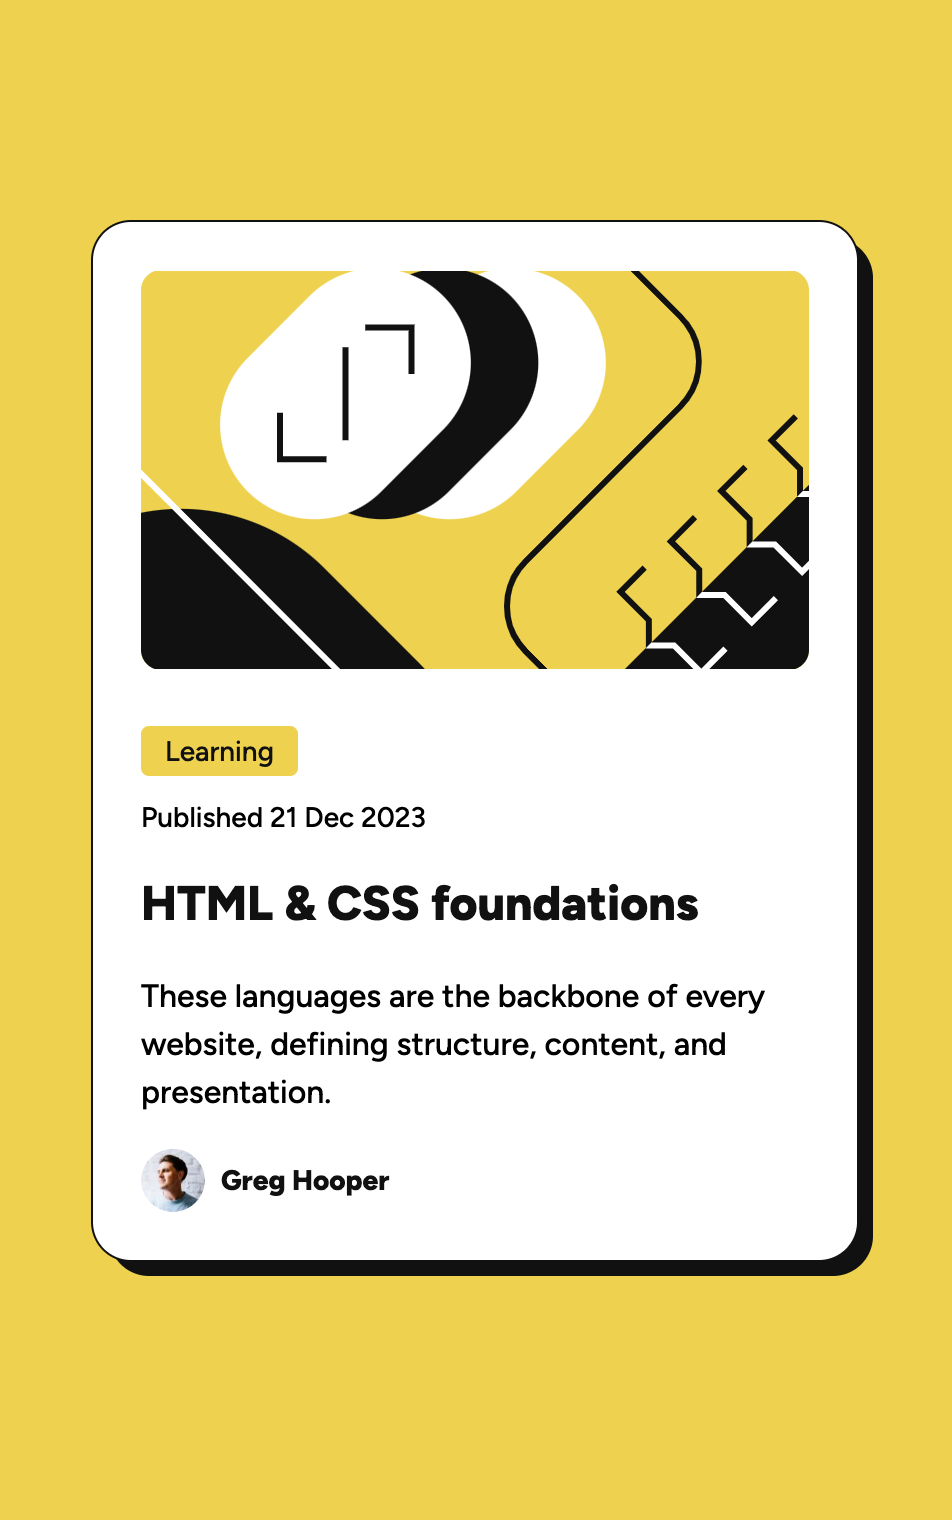 Learning
Published 21 Dec 2023
HTML & CSS foundations
These languages are the backbone of every
website, defining structure, content, and
presentation.
Greg Hooper